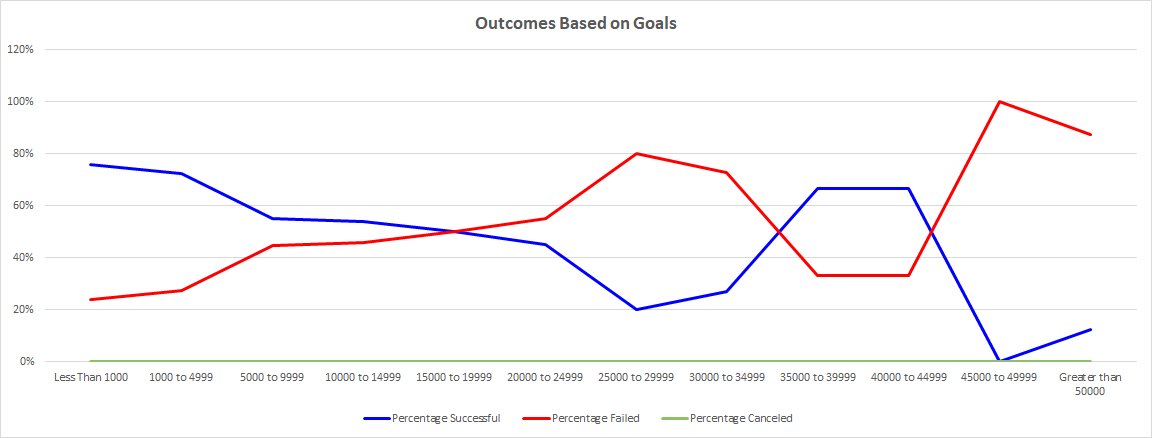 Outcomes Based on Goals
120%
100%
80%
60%
40%
20%
0%
Less Than 1000 1000 to 4999 5000 to 9999 10000 to 14999 15000 to 19999 20000 to 24999 25000 to 29999 30000 to 34999 35000 to 39999 40000 to 44999 45000 to 49999 Greater than
50000
Percentage Successful Percentage Failed Percentage Canceled